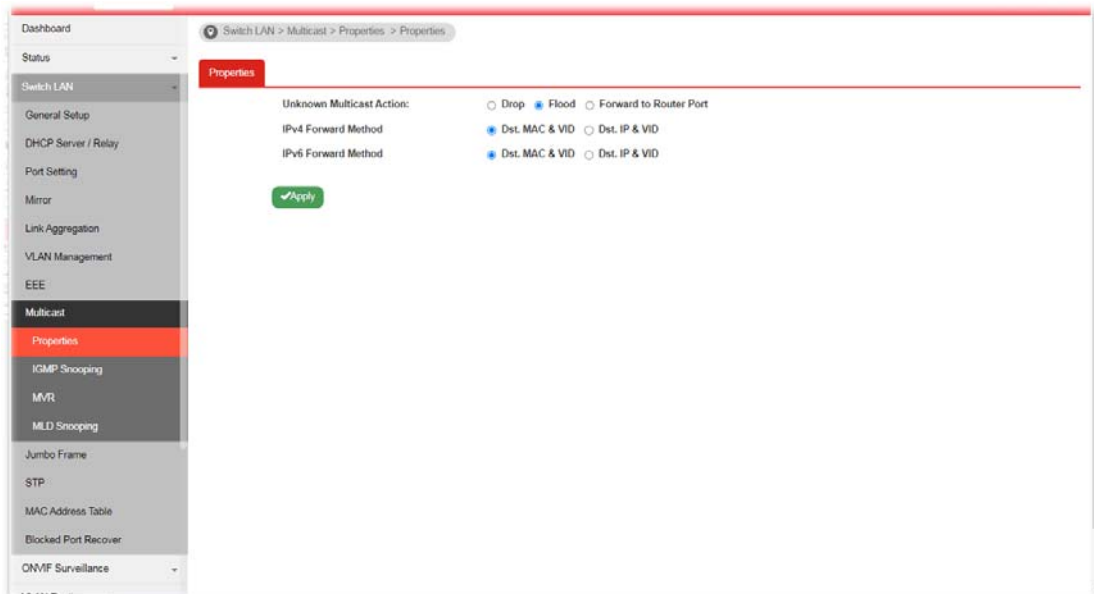 Dashboard
Status
Switch LAN
General Setup
DHCP Server / Relay
Port Setting
Mirror
Link Aggregation
VLAN Management
EEE
Multicast
Properties
IGMP Snooping
MVR
MLD Snooping
Jumbo Frame
STP
MAC Address Table
Blocked Port Recover
ONVIF Surveillance
Switch LAN > Multicast > Properties > Properties
Properties
Unknown Multicast Action: Drop Flood Forward to Router Port
IPv4 Forward Method Dst. MAC & VID Dst. IP & VID
IPv6 Forward Method Dst. MAC & VID Dst. IP & VID
Apply